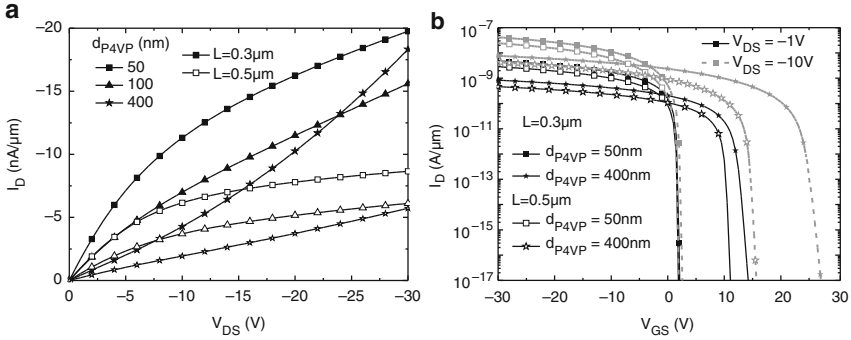 a
−20
−15
−10
−5
0
I_D (nA/µm)
d_P4VP (nm)
50
100
400
L=0.3µm
L=0.5µm
0
−5
−10
−15
−20
−25
−30
V_DS (V)
b
10^−7
10^−9
10^−11
10^−13
10^−15
10^−17
I_D (A/µm)
V_DS = −1V
V_DS = −10V
L=0.3µm
d_P4VP = 50nm
d_P4VP = 400nm
L=0.5µm
d_P4VP = 50nm
d_P4VP = 400nm
−30
−20
−10
0
10
20
30
V_GS (V)